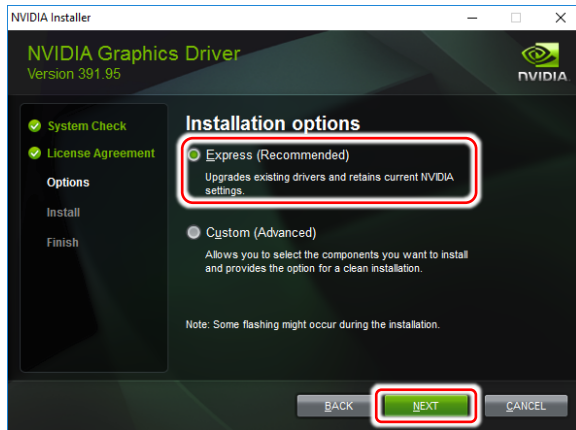 NVIDIA Installer
NVIDIA Graphics Driver
Version 391.95
NVIDIA.
System Check
License Agreement
Options
Install
Finish
Installation options
Express (Recommended)
Upgrades existing drivers and retains current NVIDIA
settings.
Custom (Advanced)
Allows you to select the components you want to install
and provides the option for a clean installation.
Note: Some flashing might occur during the installation.
BACK
NEXT
CANCEL